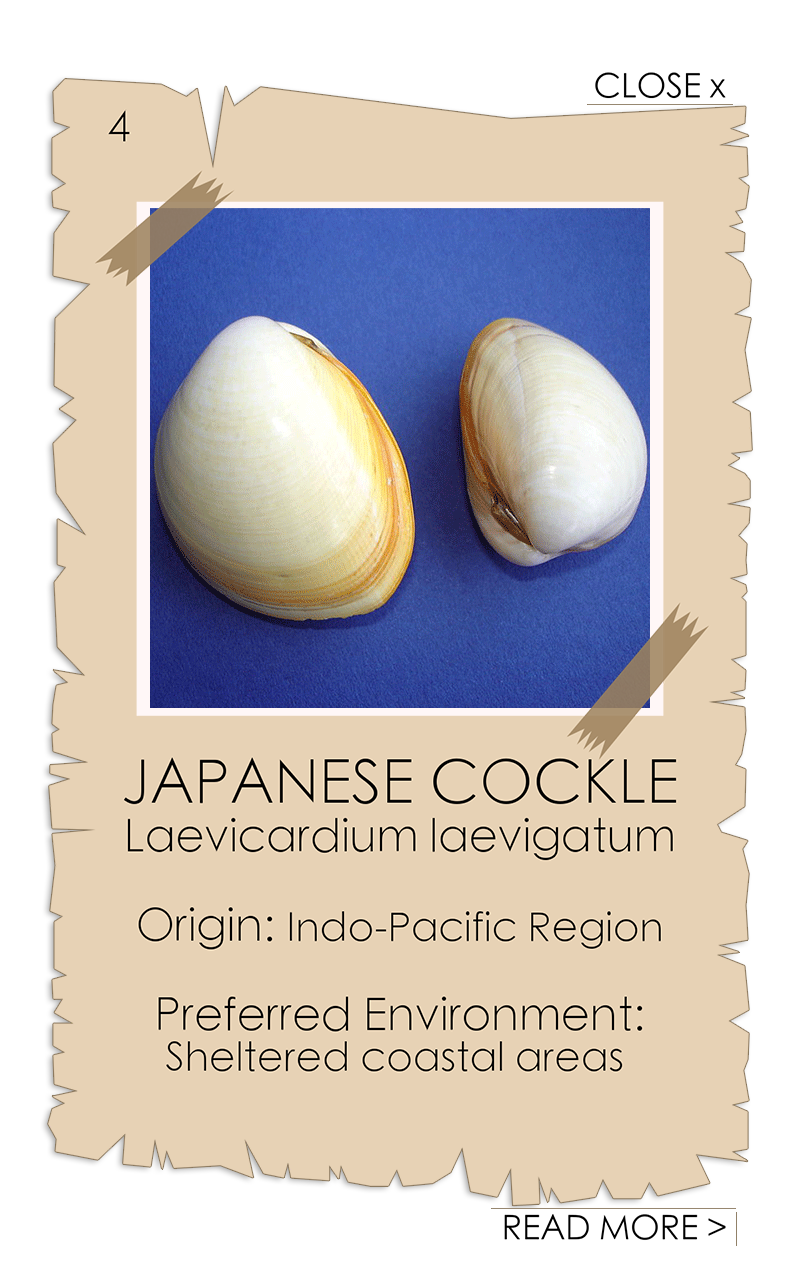 CLOSE x
4
JAPANESE COCKLE
Laevicardium laevigatum
Origin: Indo-Pacific Region
Preferred Environment:
Sheltered coastal areas
READ MORE >